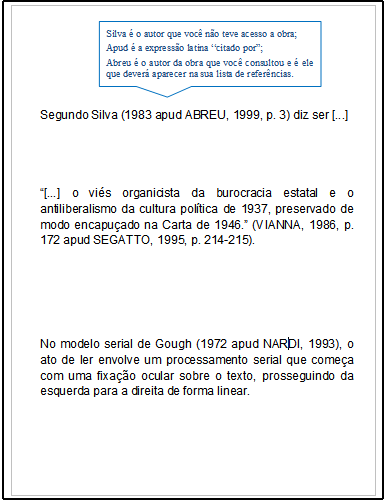 Silva é o autor que você não teve acesso a obra;
Apud é a expressão latina “citado por”;
Abreu é o autor da obra que você consultou e é ele
que deverá aparecer na sua lista de referências.
Segundo Silva (1983 apud ABREU, 1999, p. 3) diz ser [...]
“[...] o viés organicista da burocracia estatal e o
antiliberalismo da cultura política de 1937, preservado de
modo encapuçado na Carta de 1946.” (VIANNA, 1986, p.
172 apud SEGATTO, 1995, p. 214-215).
No modelo serial de Gough (1972 apud NARDI, 1993), o
ato de ler envolve um processamento serial que começa
com uma fixação ocular sobre o texto, prosseguindo da
esquerda para a direita de forma linear.